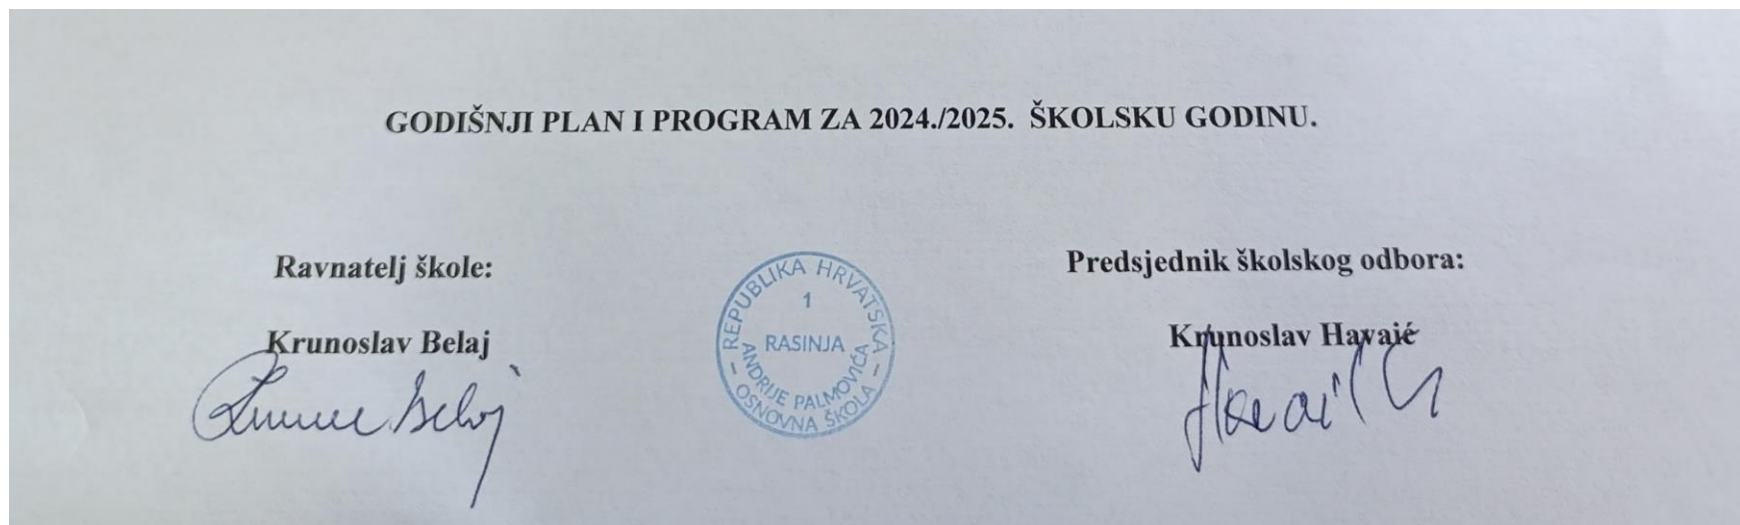 GODIŠNJI PLAN I PROGRAM ZA 2024./2025. ŠKOLSKU GODINU.
Ravnatelj škole:
Predsjednik školskog odbora:
Krunoslav Belaj
Krunoslav Havaić
REPUBLIKA HRVATSKA
1
RASINJA
ANDRIJE PALMOVIĆA
– OSNOVNA ŠKOLA –